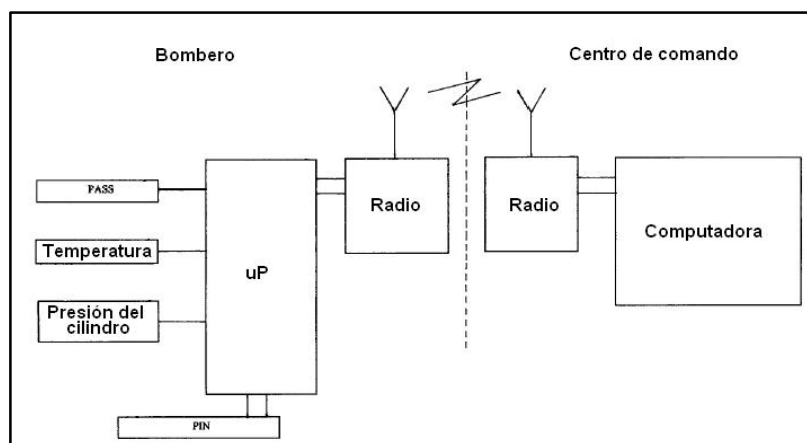 Bombero
Centro de comando
PASS
Temperatura
Presión del
cilindro
uP
Radio
Radio
Computadora
PIN